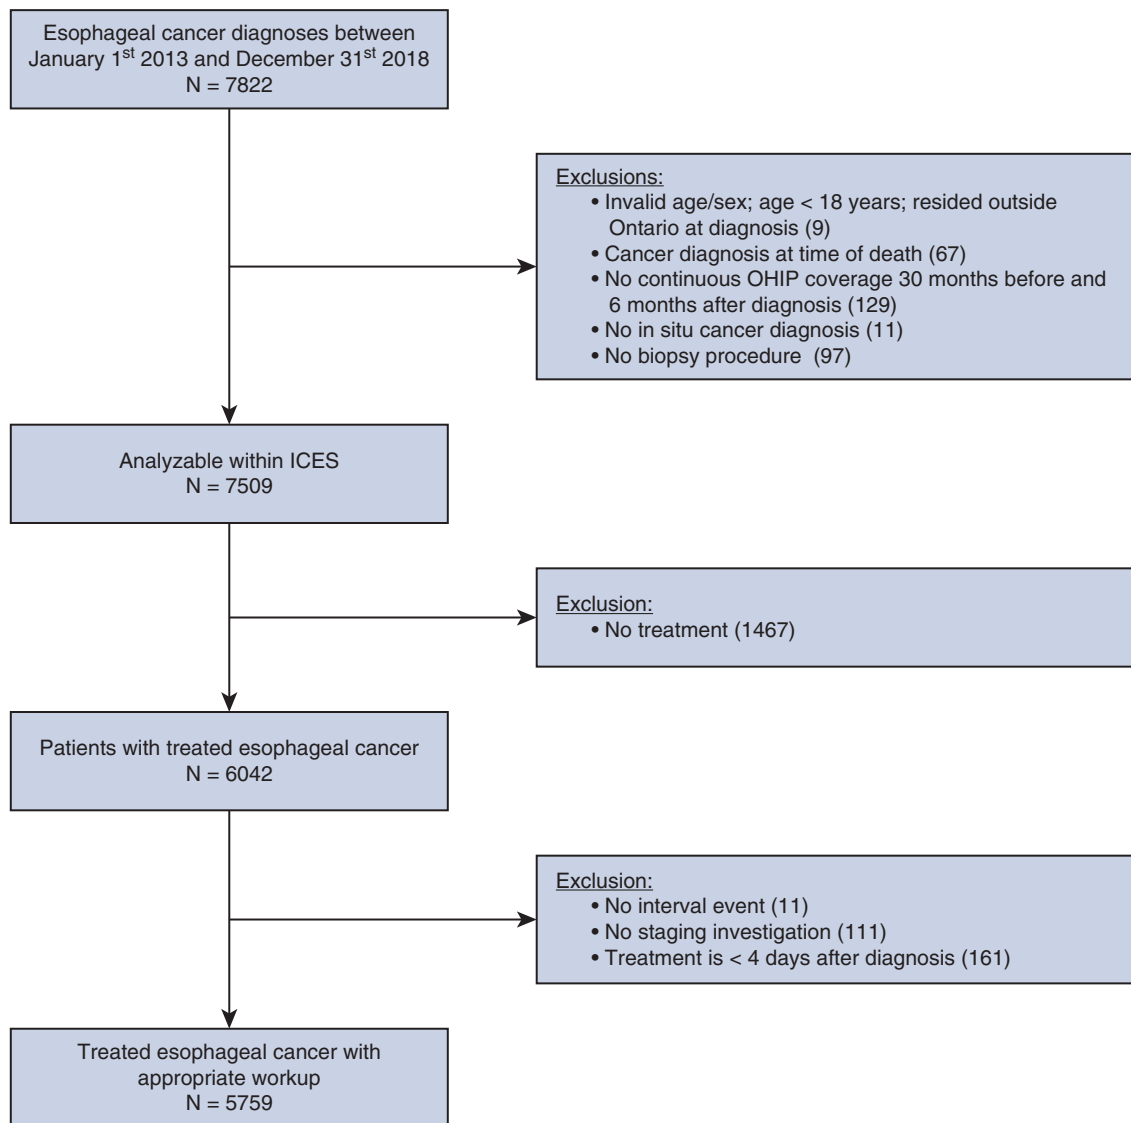 Esophageal cancer diagnoses between
January 1st 2013 and December 31st 2018
N = 7822
Exclusions:
• Invalid age/sex; age < 18 years; resided outside
Ontario at diagnosis (9)
• Cancer diagnosis at time of death (67)
• No continuous OHIP coverage 30 months before and
6 months after diagnosis (129)
• No in situ cancer diagnosis (11)
• No biopsy procedure (97)
Analyzable within ICES
N = 7509
Exclusion:
• No treatment (1467)
Patients with treated esophageal cancer
N = 6042
Exclusion:
• No interval event (11)
• No staging investigation (111)
• Treatment is < 4 days after diagnosis (161)
Treated esophageal cancer with
appropriate workup
N = 5759